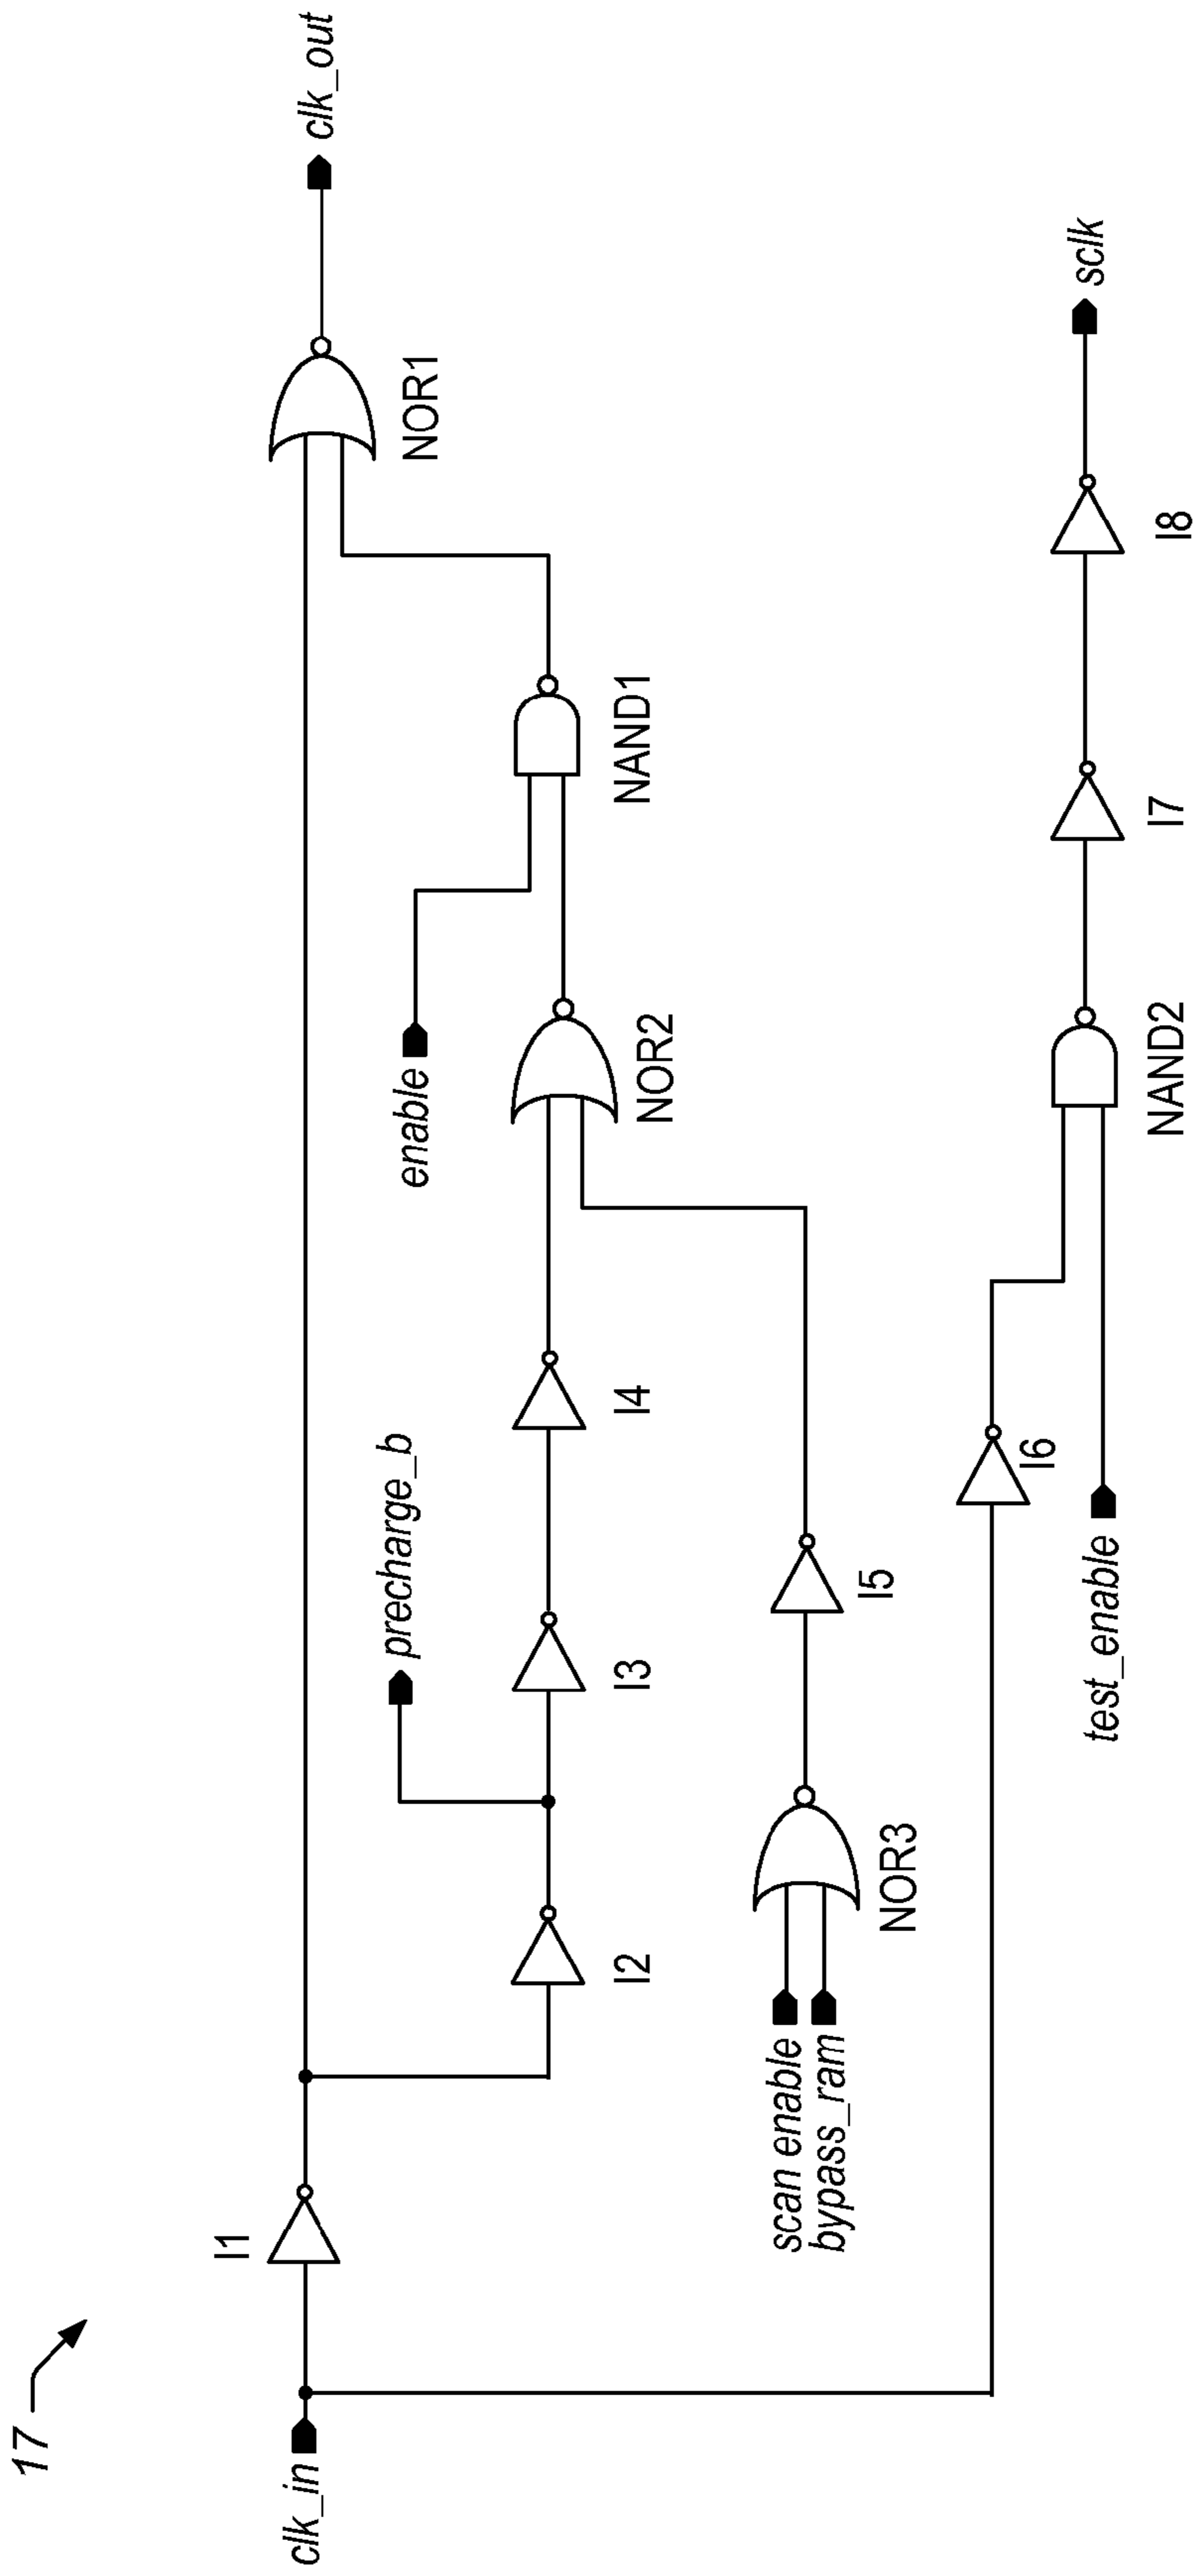 17
clk_in
I1
I2
precharge_b
I3
I4
enable
NOR2
NAND1
NOR1
clk_out
scan enable
bypass_ram
NOR3
I5
I6
test_enable
NAND2
I7
I8
sclk